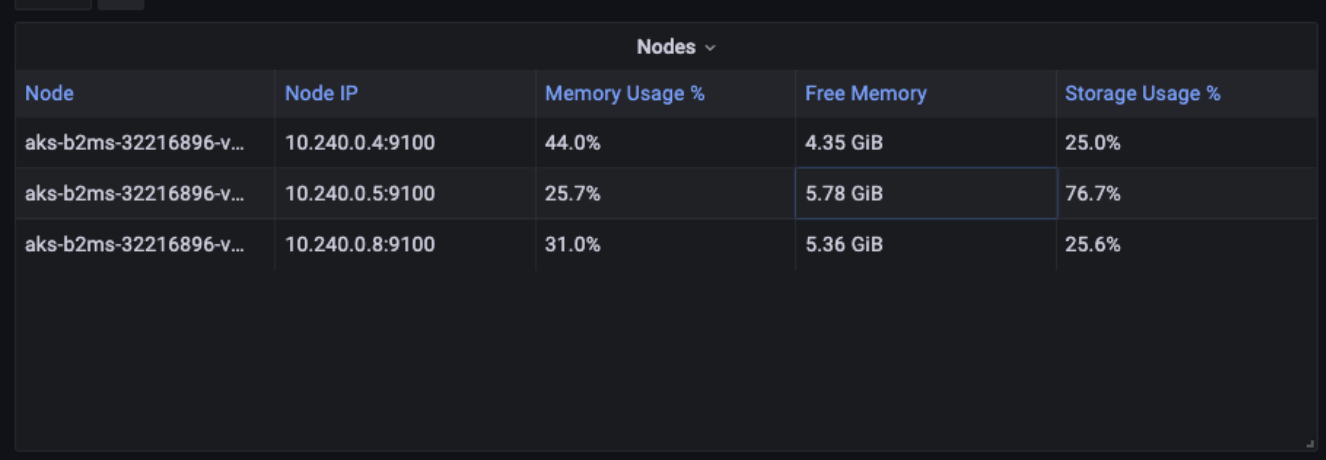 Nodes
Node Node IP Memory Usage % Free Memory Storage Usage %
aks-b2ms-32216896-v... 10.240.0.4:9100 44.0% 4.35 GiB 25.0%
aks-b2ms-32216896-v... 10.240.0.5:9100 25.7% 5.78 GiB 76.7%
aks-b2ms-32216896-v... 10.240.0.8:9100 31.0% 5.36 GiB 25.6%